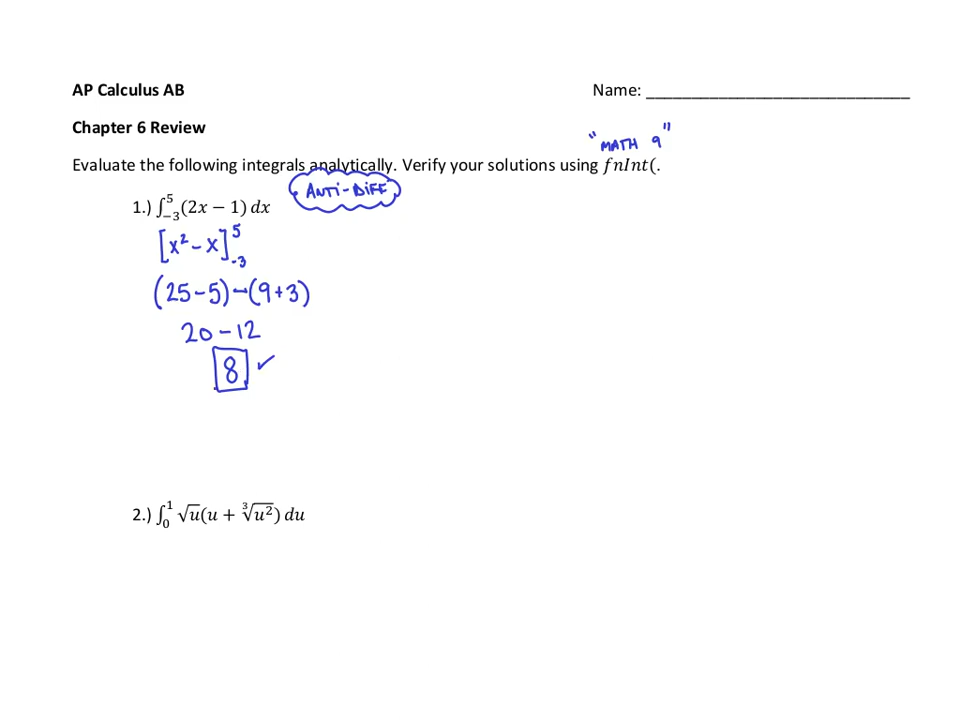 AP Calculus AB Name: ______________________________
Chapter 6 Review
"MATH 9"
Evaluate the following integrals analytically. Verify your solutions using fnInt(.
ANTI-DIFF
1.) ∫₋₃⁵ (2x − 1) dx
[x² − x]₋₃⁵
(25 − 5) − (9 + 3)
20 − 12
8 ✓
2.) ∫₀¹ √u(u + ∛u²) du